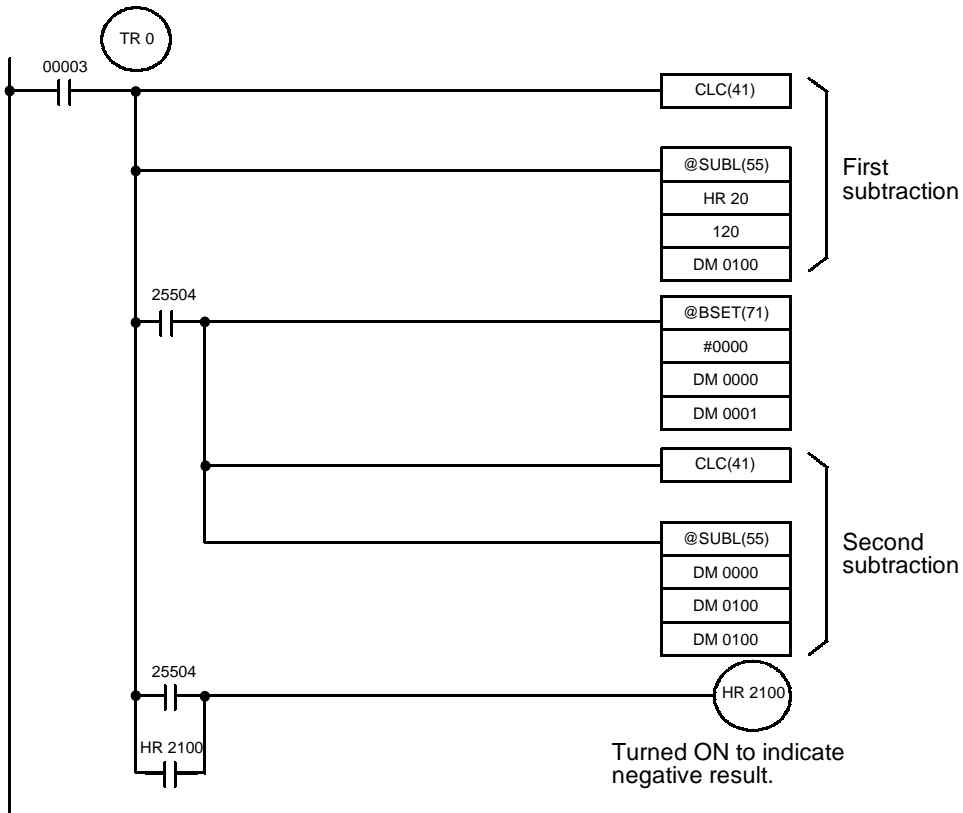 TR 0
00003
CLC(41)
@SUBL(55)
HR 20
120
DM 0100
First
subtraction
25504
@BSET(71)
#0000
DM 0000
DM 0001
CLC(41)
@SUBL(55)
DM 0000
DM 0100
DM 0100
Second
subtraction
25504
HR 2100
HR 2100
Turned ON to indicate
negative result.